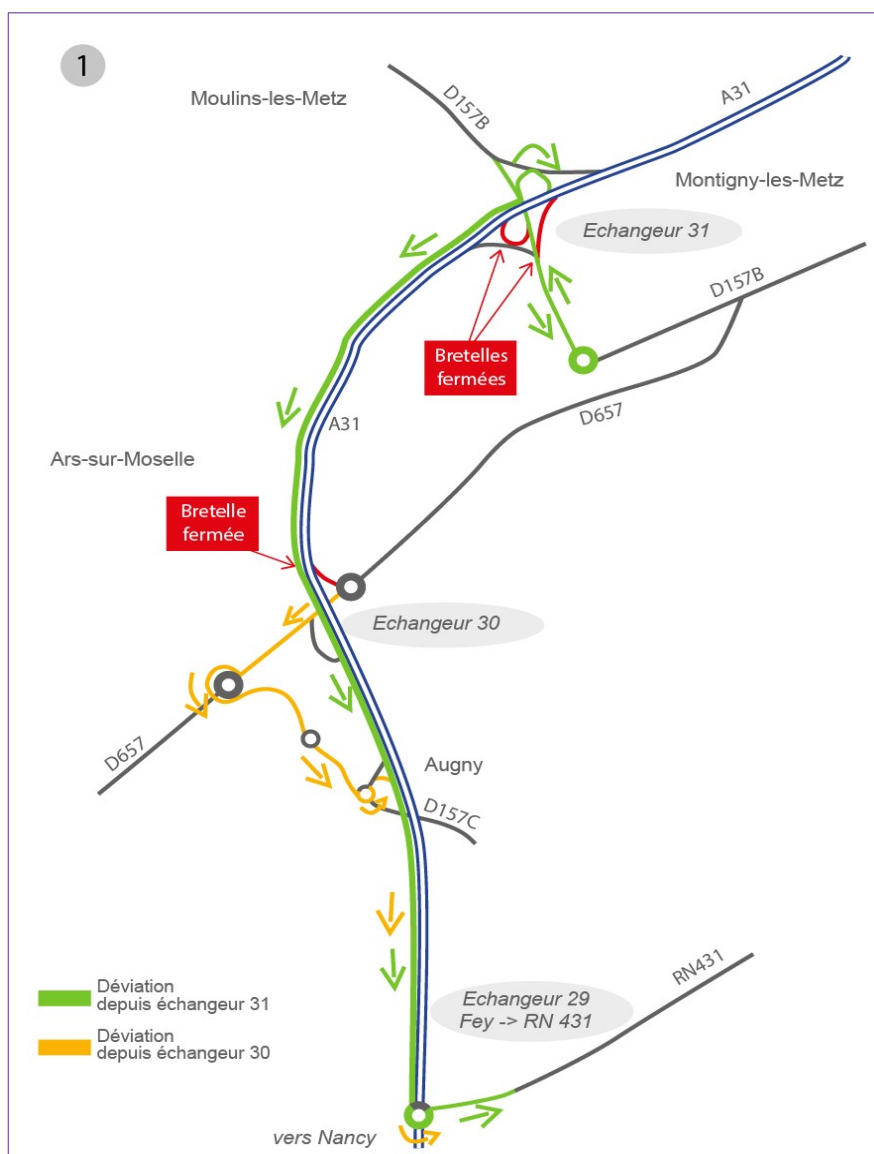 1
Moulins-les-Metz
D157B
A31
Montigny-les-Metz
Echangeur 31
D157B
Bretelles
fermées
D657
A31
Ars-sur-Moselle
Bretelle
fermée
Echangeur 30
D657
Augny
D157C
RN431
Echangeur 29
Fey -> RN 431
Déviation
depuis échangeur 31
Déviation
depuis échangeur 30
vers Nancy